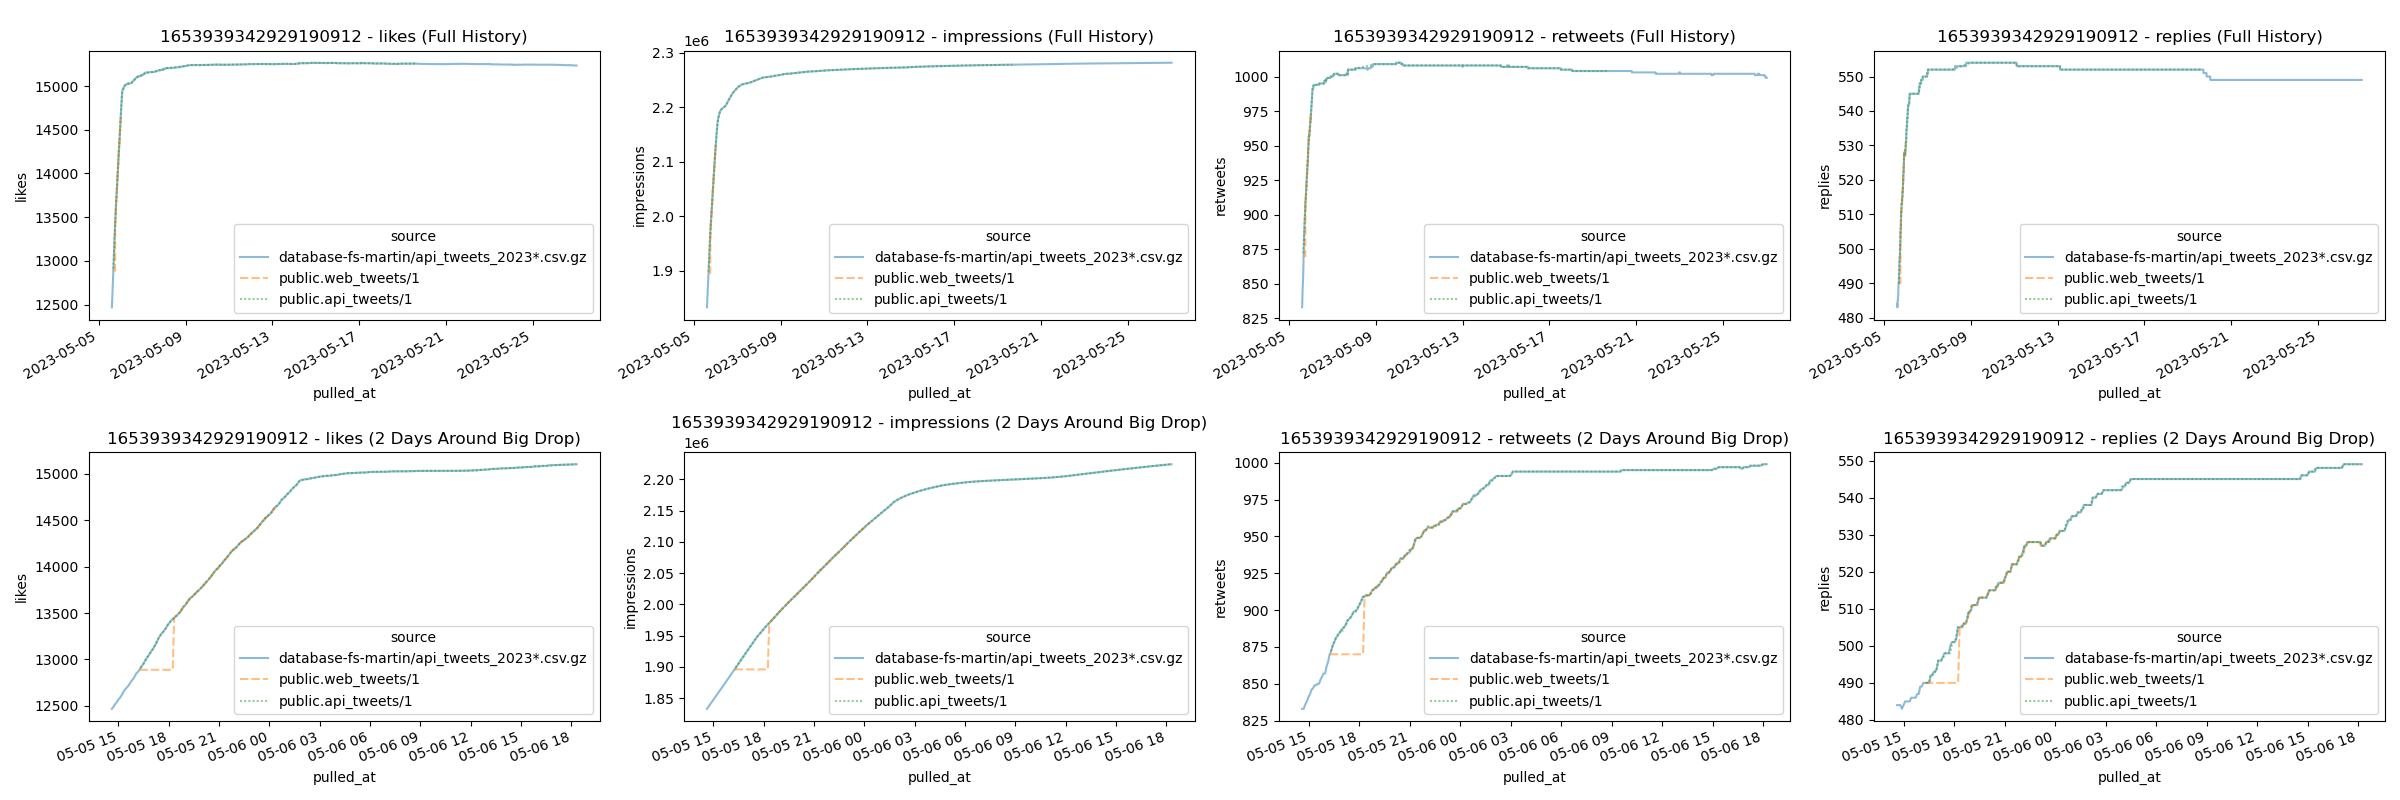 1653939342929190912 - likes (Full History)
15000
14500
14000
13500
13000
12500
likes
source
database-fs-martin/api_tweets_2023*.csv.gz
public.web_tweets/1
public.api_tweets/1
2023-05-05
2023-05-09
2023-05-13
2023-05-17
2023-05-21
2023-05-25
pulled_at
1653939342929190912 - impressions (Full History)
1e6
2.3
2.2
2.1
2.0
1.9
impressions
source
database-fs-martin/api_tweets_2023*.csv.gz
public.web_tweets/1
public.api_tweets/1
2023-05-05
2023-05-09
2023-05-13
2023-05-17
2023-05-21
2023-05-25
pulled_at
1653939342929190912 - retweets (Full History)
1000
975
950
925
900
875
850
825
retweets
source
database-fs-martin/api_tweets_2023*.csv.gz
public.web_tweets/1
public.api_tweets/1
2023-05-05
2023-05-09
2023-05-13
2023-05-17
2023-05-21
2023-05-25
pulled_at
1653939342929190912 - replies (Full History)
550
540
530
520
510
500
490
480
replies
source
database-fs-martin/api_tweets_2023*.csv.gz
public.web_tweets/1
public.api_tweets/1
2023-05-05
2023-05-09
2023-05-13
2023-05-17
2023-05-21
2023-05-25
pulled_at
1653939342929190912 - likes (2 Days Around Big Drop)
15000
14500
14000
13500
13000
12500
likes
source
database-fs-martin/api_tweets_2023*.csv.gz
public.web_tweets/1
public.api_tweets/1
05-05 15
05-05 18
05-05 21
05-06 00
05-06 03
05-06 06
05-06 09
05-06 12
05-06 15
05-06 18
pulled_at
1653939342929190912 - impressions (2 Days Around Big Drop)
1e6
2.20
2.15
2.10
2.05
2.00
1.95
1.90
1.85
impressions
source
database-fs-martin/api_tweets_2023*.csv.gz
public.web_tweets/1
public.api_tweets/1
05-05 15
05-05 18
05-05 21
05-06 00
05-06 03
05-06 06
05-06 09
05-06 12
05-06 15
05-06 18
pulled_at
1653939342929190912 - retweets (2 Days Around Big Drop)
1000
975
950
925
900
875
850
825
retweets
source
database-fs-martin/api_tweets_2023*.csv.gz
public.web_tweets/1
public.api_tweets/1
05-05 15
05-05 18
05-05 21
05-06 00
05-06 03
05-06 06
05-06 09
05-06 12
05-06 15
05-06 18
pulled_at
1653939342929190912 - replies (2 Days Around Big Drop)
550
540
530
520
510
500
490
480
replies
source
database-fs-martin/api_tweets_2023*.csv.gz
public.web_tweets/1
public.api_tweets/1
05-05 15
05-05 18
05-05 21
05-06 00
05-06 03
05-06 06
05-06 09
05-06 12
05-06 15
05-06 18
pulled_at